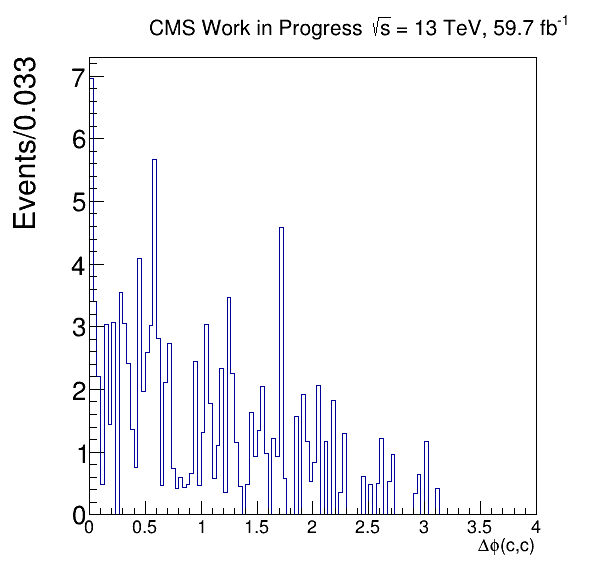 CMS Work in Progress √s = 13 TeV, 59.7 fb⁻¹
Events/0.033
7
6
5
4
3
2
1
0
0 0.5 1 1.5 2 2.5 3 3.5 4
Δϕ(c,c)